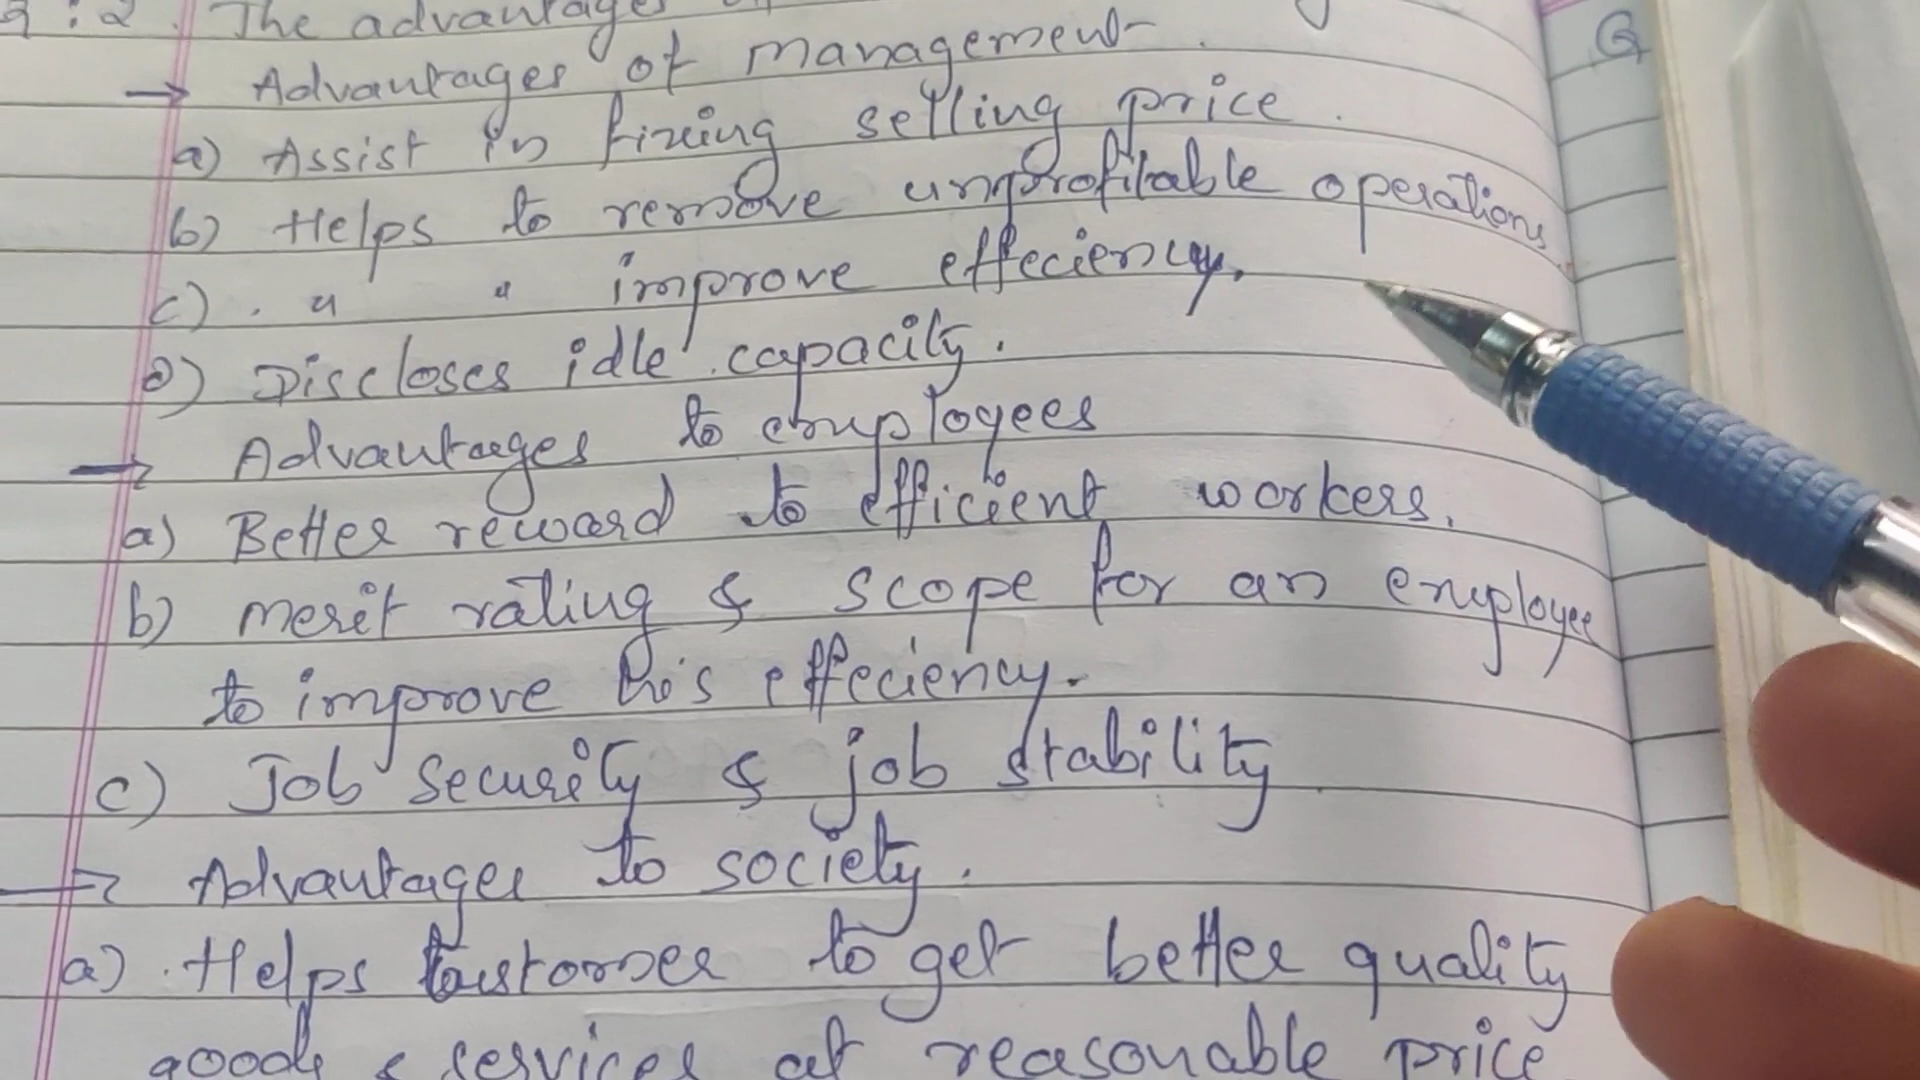 : 2. The advantages
→ Advantages of management.
a) Assist in fixing selling price.
b) Helps to remove unprofitable operations
c) . " " improve effeciency.
d) Discloses idle capacity.
→ Advantages to employees
a) Better reward to efficient workers.
b) merit rating & scope for an employee
to improve his effeciency.
c) Job security & job stability
→ Advantages to society.
a) Helps customer to get better quality
goods & services at reasonable price
Q